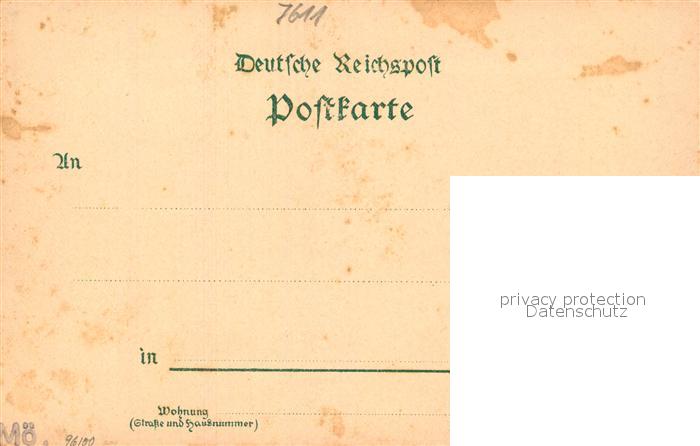 7611
Deutsche Reichspost
Postkarte
An
privacy protection
Datenschutz
in
Wohnung
(Straße und Hausnummer)
Mö.
96/00